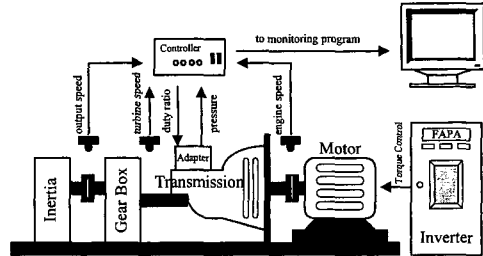 to monitoring program
Controller
output speed
turbine speed
duty ratio
pressure
engine speed
Adapter
Transmission
Motor
Torque Control
FAPA
Inertia
Gear Box
Inverter